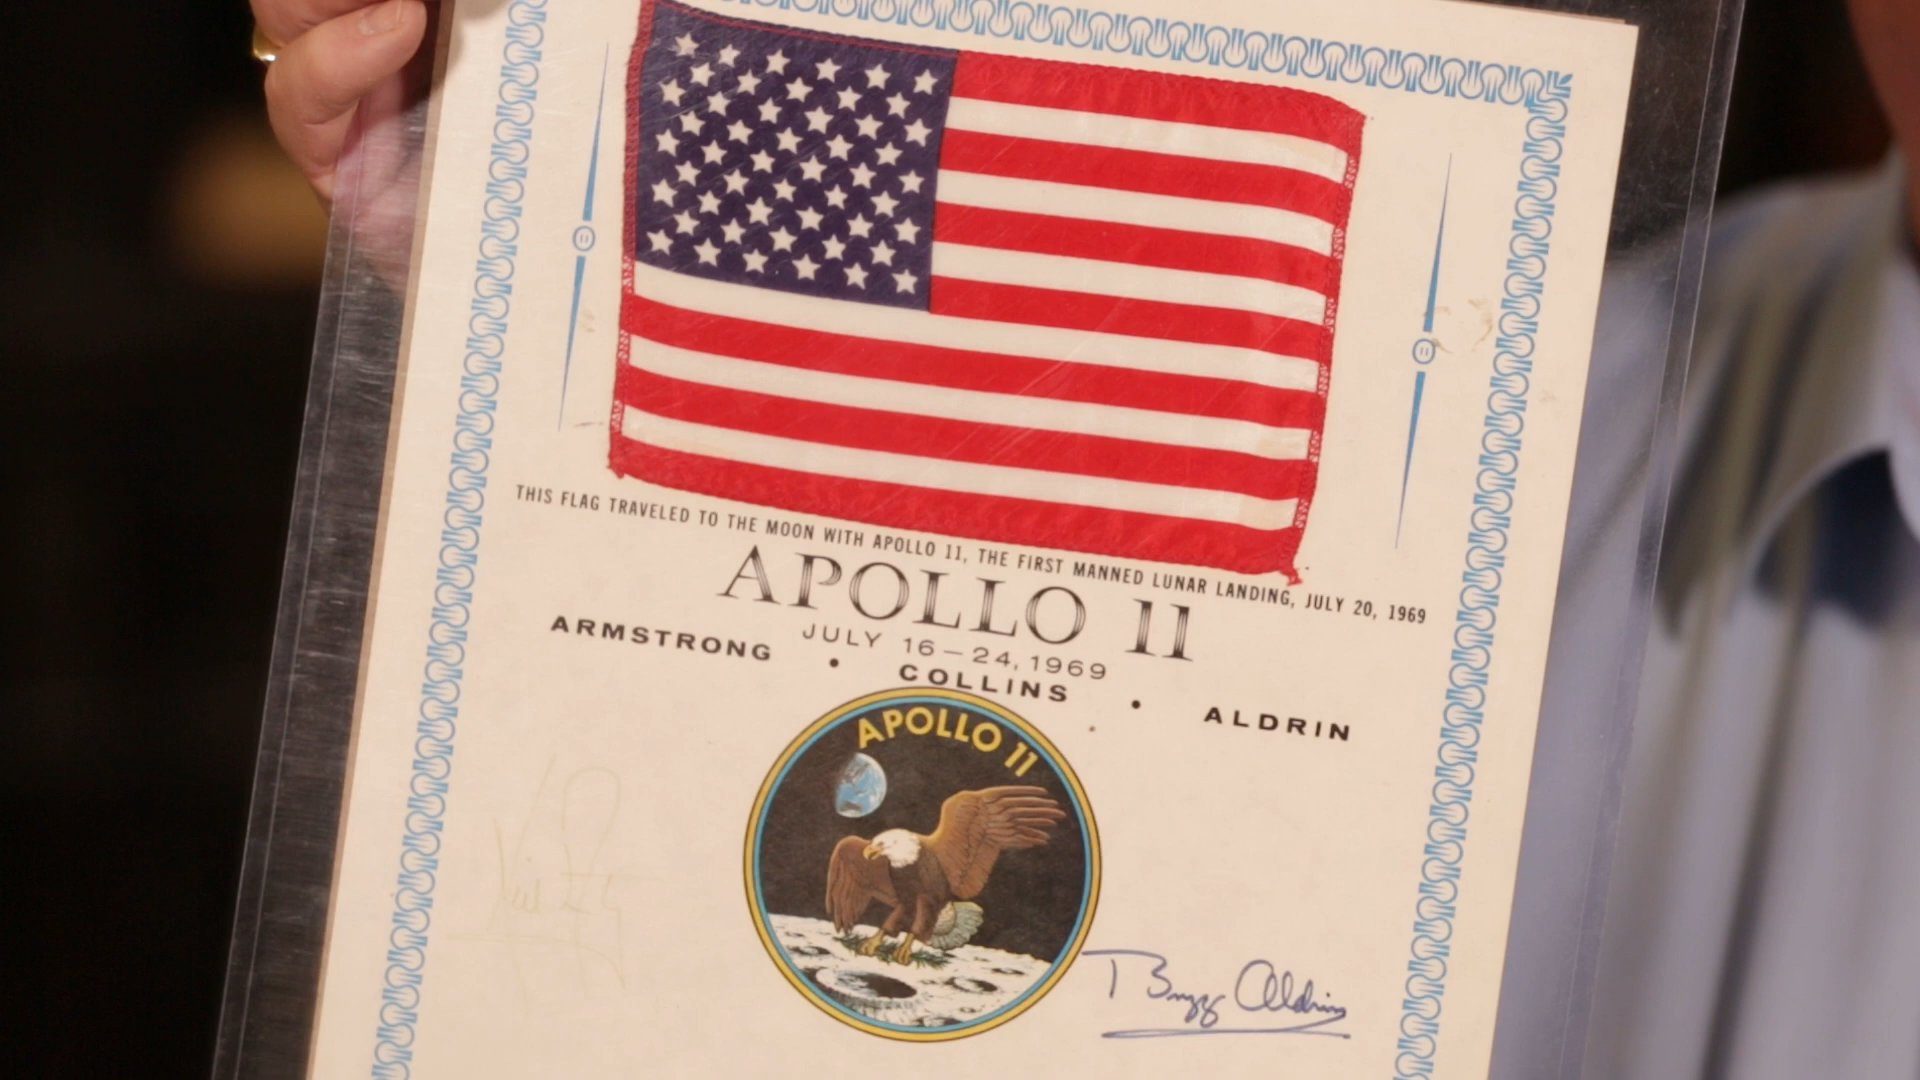 THIS FLAG TRAVELED TO THE MOON WITH APOLLO 11, THE FIRST MANNED LUNAR LANDING, JULY 20, 1969
APOLLO 11
JULY 16–24, 1969
ARMSTRONG • COLLINS • ALDRIN
APOLLO 11
Buzz Aldrin